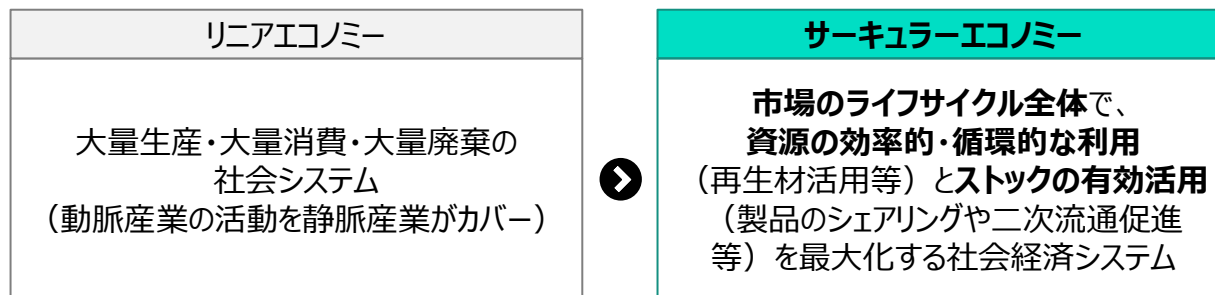 リニアエコノミー
大量生産・大量消費・大量廃棄の
社会システム
（動脈産業の活動を静脈産業がカバー）
サーキュラーエコノミー
市場のライフサイクル全体で、
資源の効率的・循環的な利用
（再生材活用等）とストックの有効活用
（製品のシェアリングや二次流通促進
等）を最大化する社会経済システム